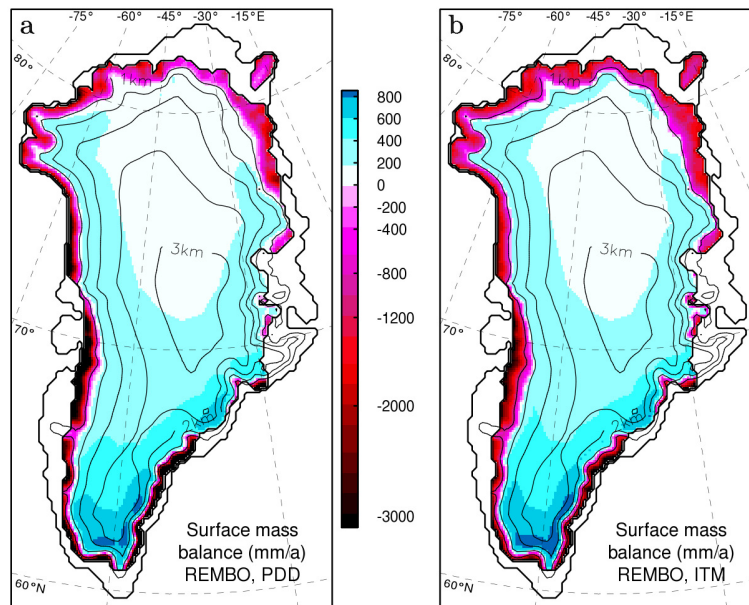 a
-75° -60° -45° -30° -15°
80°
70°
60°N
1km
3km
2km
Surface mass
balance (mm/a)
REMBO, PDD
800
600
400
200
0
-200
-400
-800
-1200
-2000
-3000
b
-75° -60° -45° -30° -15°
80°
70°
60°N
1km
3km
2km
Surface mass
balance (mm/a)
REMBO, ITM